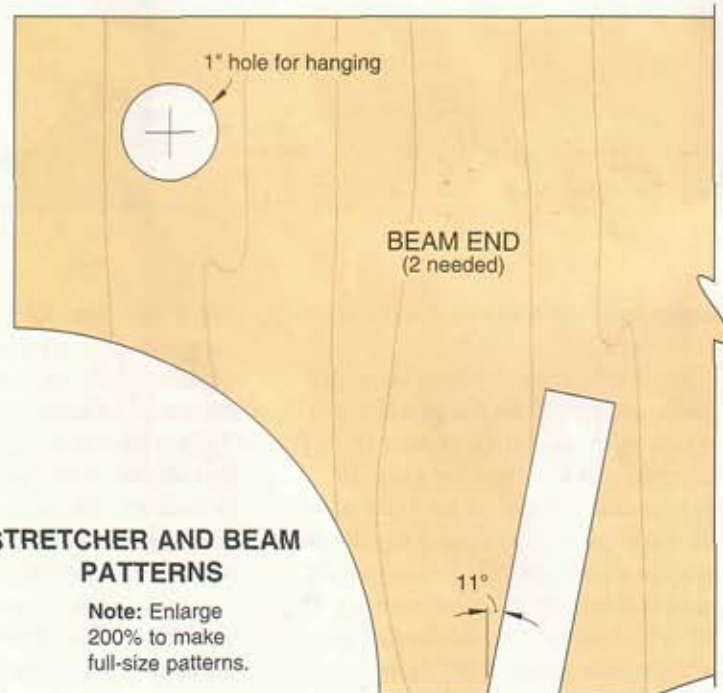 1" hole for hanging
BEAM END
(2 needed)
STRETCHER AND BEAM
PATTERNS
Note: Enlarge
200% to make
full-size patterns.
11°